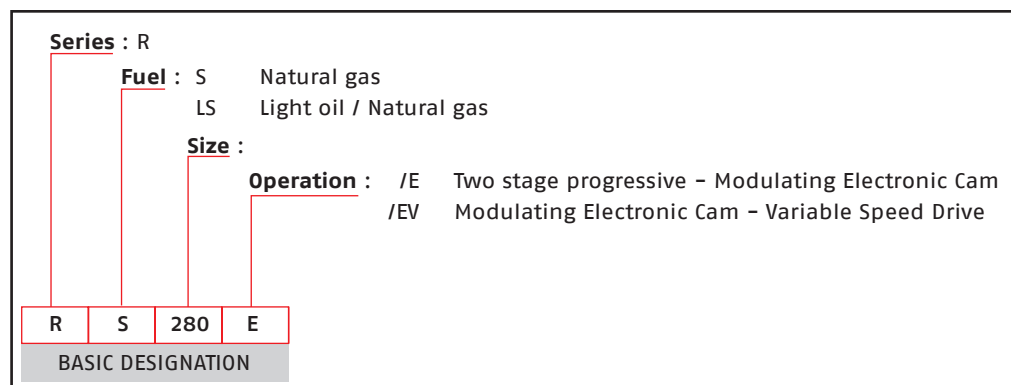 Series : R
Fuel : S Natural gas
LS Light oil / Natural gas
Size :
Operation : /E Two stage progressive – Modulating Electronic Cam
/EV Modulating Electronic Cam – Variable Speed Drive
R S 280 E
BASIC DESIGNATION